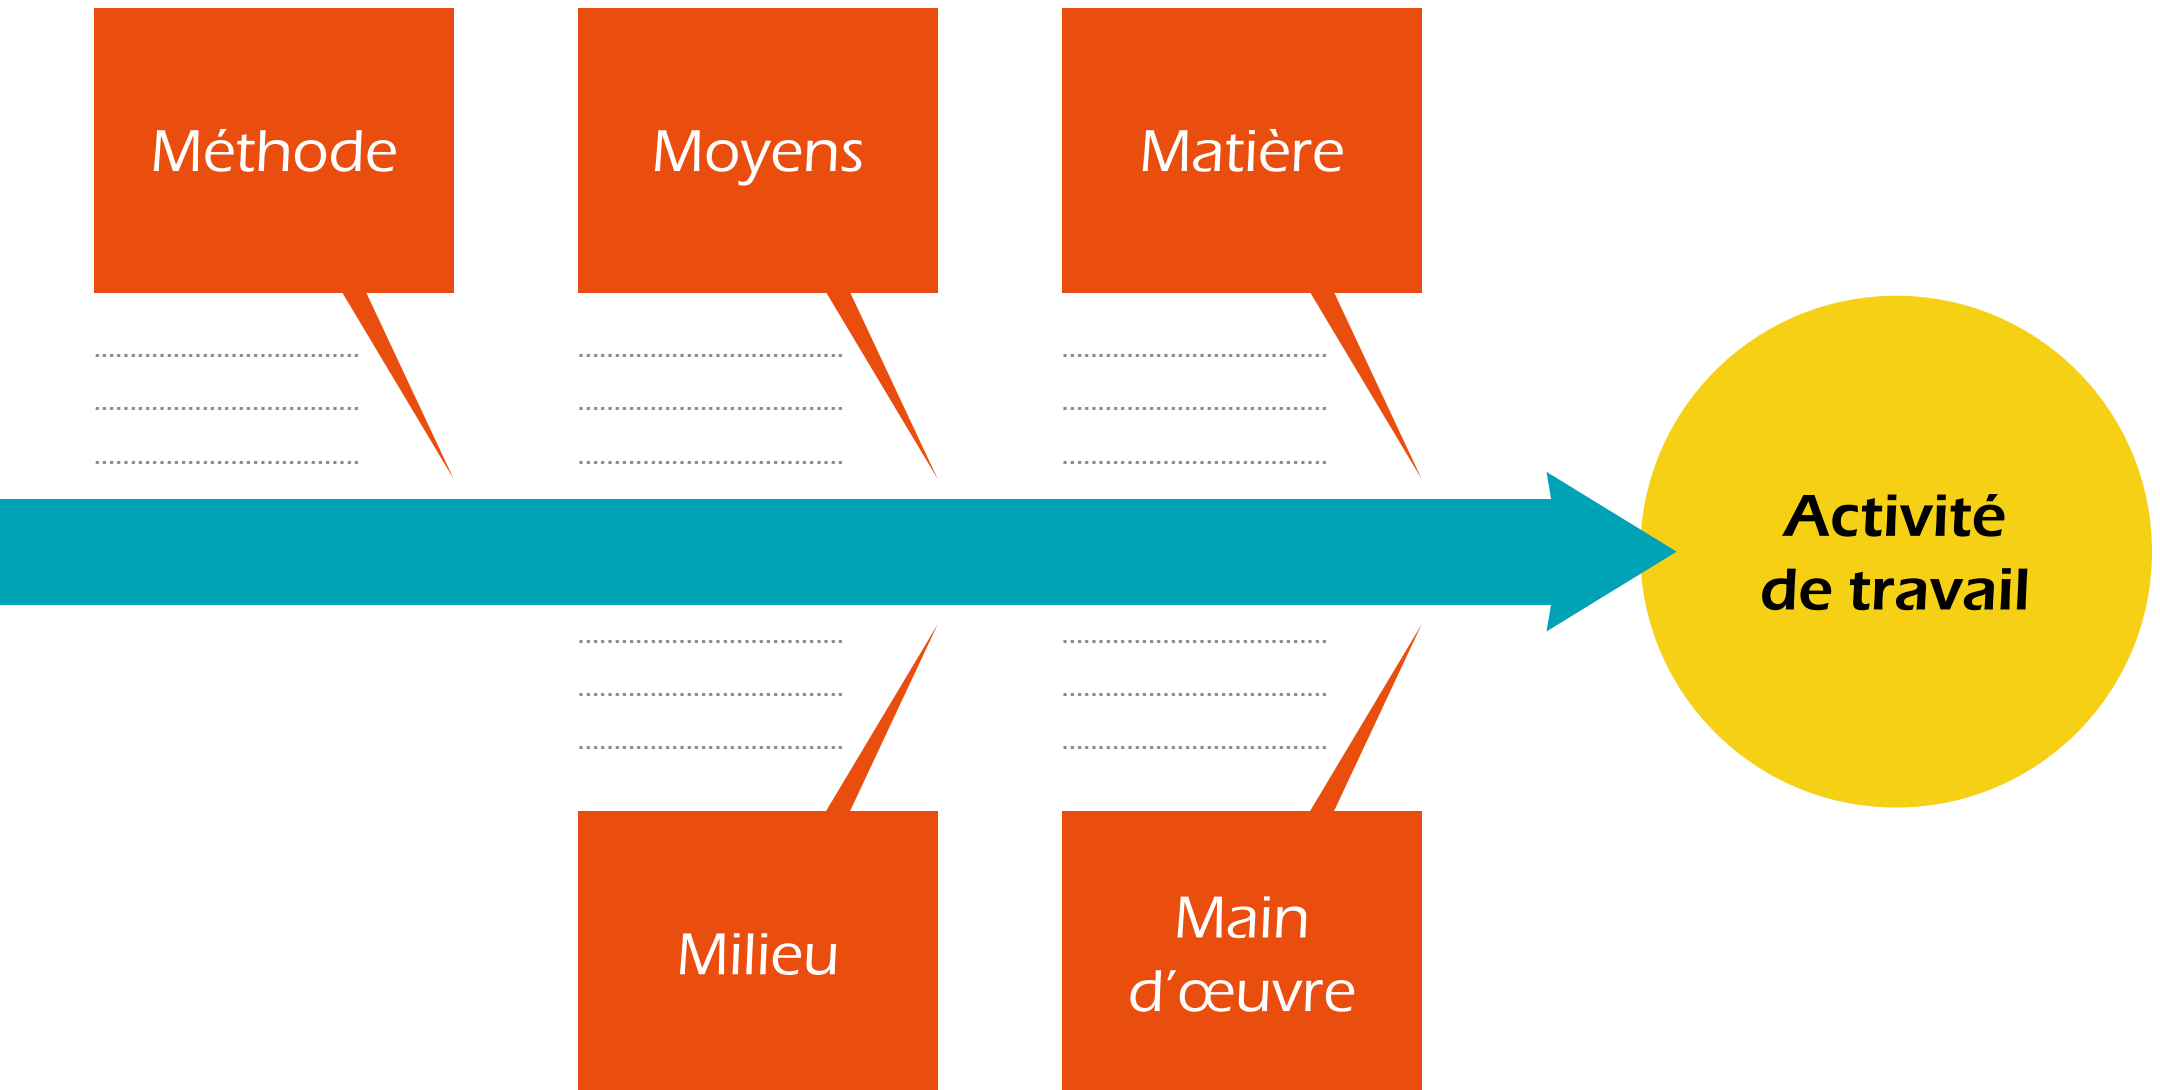 Méthode
Moyens
Matière
Activité
de travail
Milieu
Main
d’œuvre